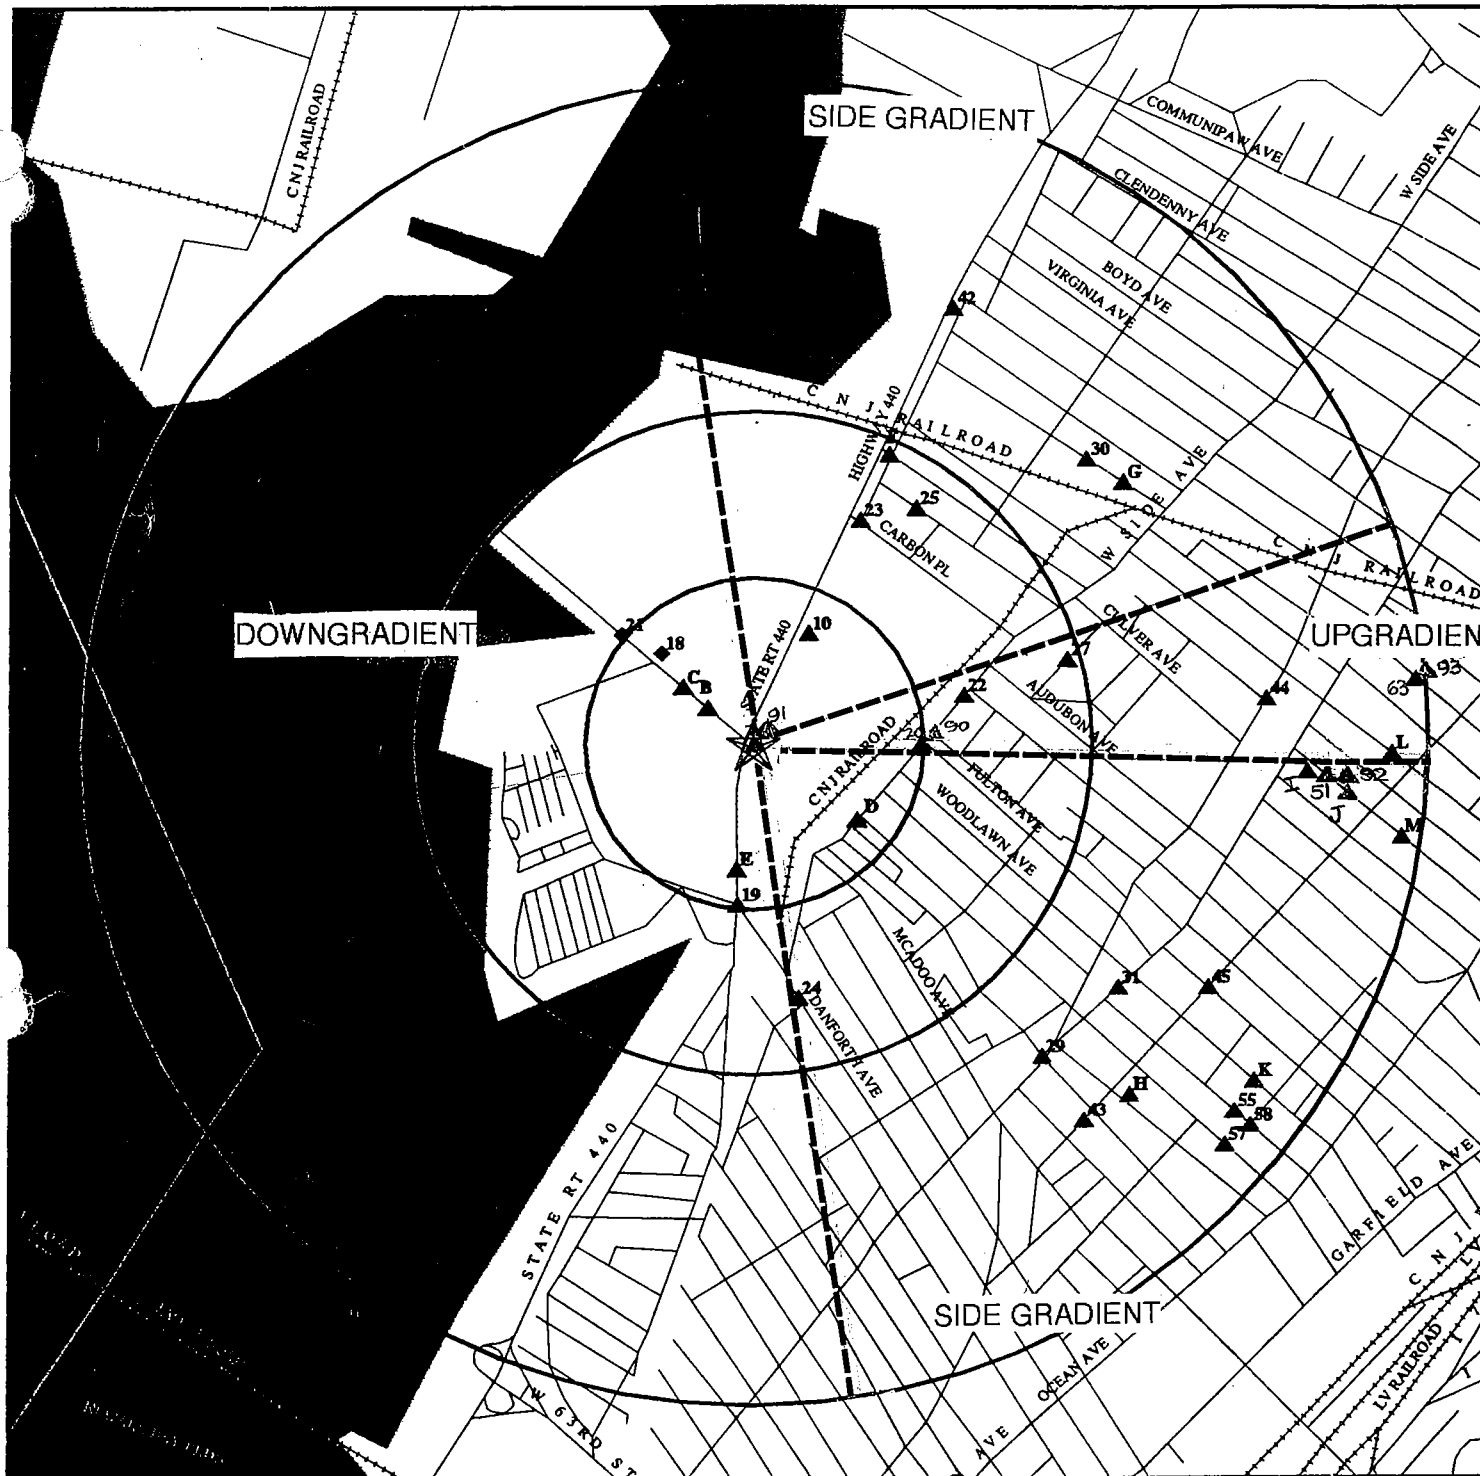 SIDE GRADIENT
COMMUNIPAW AVE
W SIDE AVE
C N J RAILROAD
CLENDENNY AVE
BOYD AVE
VIRGINIA AVE
42
C N J RAILROAD
HIGHWAY 440
30
G
W SIDE AVE
25
23
CARBON PL
C N J RAILROAD
DOWNGRADIENT
21
18
10
CULVER AVE
UPGRADIEN
C
B
STATE RT 440
22
AUDUBON AVE
44
63
93
91
90
CNJ RAILROAD
L
I
51
92
J
FULTON AVE
WOODLAWN AVE
D
M
E
19
MCADOO AVE
24
DANFORTH AVE
31
45
29
H
K
43
55
58
57
STATE RT 440
GARFIELD AVE
C N J
LV RAILROAD
SIDE GRADIENT
OCEAN AVE
AVE
W 63RD ST